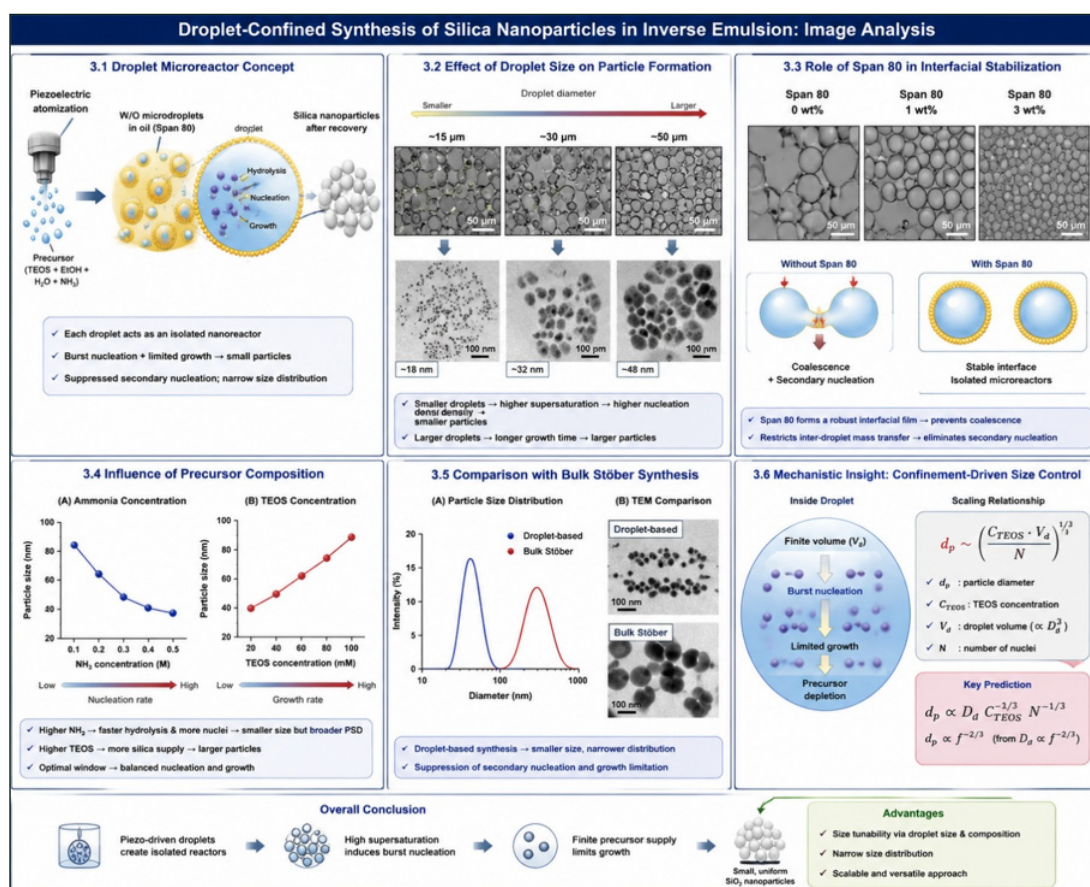 Droplet-Confined Synthesis of Silica Nanoparticles in Inverse Emulsion: Image Analysis
3.1 Droplet Microreactor Concept
Piezoelectric
atomization
W/O microdroplets
in oil (Span 80)
droplet
Silica nanoparticles
after recovery
Hydrolysis
Nucleation
Growth
Precursor
(TEOS + EtOH +
H₂O + NH₃)
✓ Each droplet acts as an isolated nanoreactor
✓ Burst nucleation + limited growth → small particles
✓ Suppressed secondary nucleation; narrow size distribution
3.2 Effect of Droplet Size on Particle Formation
Droplet diameter
Smaller
Larger
~15 μm
~30 μm
~50 μm
50 μm
50 μm
50 μm
100 nm
100 pm
100 nm
~18 nm
~32 nm
~48 nm
✓ Smaller droplets → higher supersaturation → higher nucleation
density →
smaller particles
✓ Larger droplets → longer growth time → larger particles
3.3 Role of Span 80 in Interfacial Stabilization
Span 80
0 wt%
Span 80
1 wt%
Span 80
3 wt%
50 μm
50 μm
50 μm
Without Span 80
With Span 80
Coalescence
+ Secondary nucleation
Stable interface
Isolated microreactors
✓ Span 80 forms a robust interfacial film → prevents coalescence
✓ Restricts inter-droplet mass transfer → eliminates secondary nucleation
3.4 Influence of Precursor Composition
(A) Ammonia Concentration
Particle size (nm)
100
80
60
40
20
0
0.1 0.2 0.3 0.4 0.5
NH₃ concentration (M)
Low
High
Nucleation rate
(B) TEOS Concentration
Particle size (nm)
100
80
60
40
20
0
20 40 60 80 100
TEOS concentration (mM)
Low
High
Growth rate
✓ Higher NH₃ → faster hydrolysis & more nuclei → smaller size but broader PSD
✓ Higher TEOS → more silica supply → larger particles
✓ Optimal window → balanced nucleation and growth
3.5 Comparison with Bulk Stöber Synthesis
(A) Particle Size Distribution
Droplet-based
Bulk Stöber
Intensity (%)
20
15
10
5
0
10 100 1000
Diameter (nm)
(B) TEM Comparison
Droplet-based
100 nm
Bulk Stöber
100 nm
✓ Droplet-based synthesis → smaller size, narrower distribution
✓ Suppression of secondary nucleation and growth limitation
3.6 Mechanistic Insight: Confinement-Driven Size Control
Inside Droplet
Finite volume (V_d)
Burst nucleation
Limited growth
Precursor
depletion
Scaling Relationship
d_p ~ (C_TEOS · V_d / N)^1/3
✓ d_p : particle diameter
✓ C_TEOS : TEOS concentration
✓ V_d : droplet volume (∝ D_d^3)
✓ N : number of nuclei
Key Prediction
d_p ∝ D_d C_TEOS^-1/3 N^-1/3
d_p ∝ f^-2/3 (from D_d ∝ f^-2/3)
Overall Conclusion
Piezo-driven droplets
create isolated reactors
High supersaturation
induces burst nucleation
Finite precursor supply
limits growth
Small, uniform
SiO₂ nanoparticles
Advantages
✓ Size tunability via droplet size & composition
✓ Narrow size distribution
✓ Scalable and versatile approach